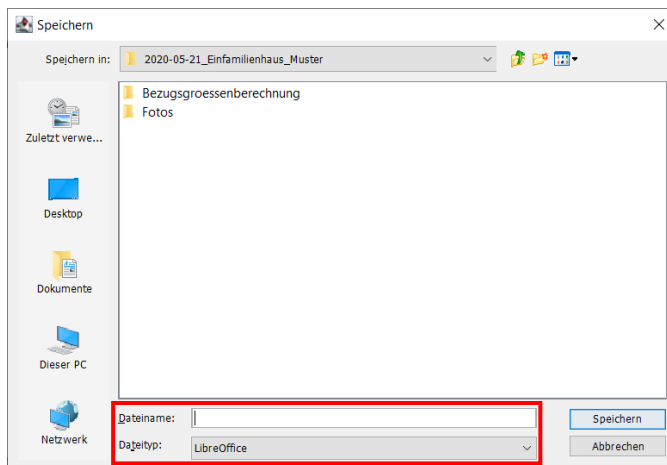 Speichern
Speichern in: 2020-05-21_Einfamilienhaus_Muster
Bezugsgroessenberechnung
Fotos
Zuletzt verwe...
Desktop
Dokumente
Dieser PC
Netzwerk
Dateiname:
Speichern
Dateityp: LibreOffice
Abbrechen